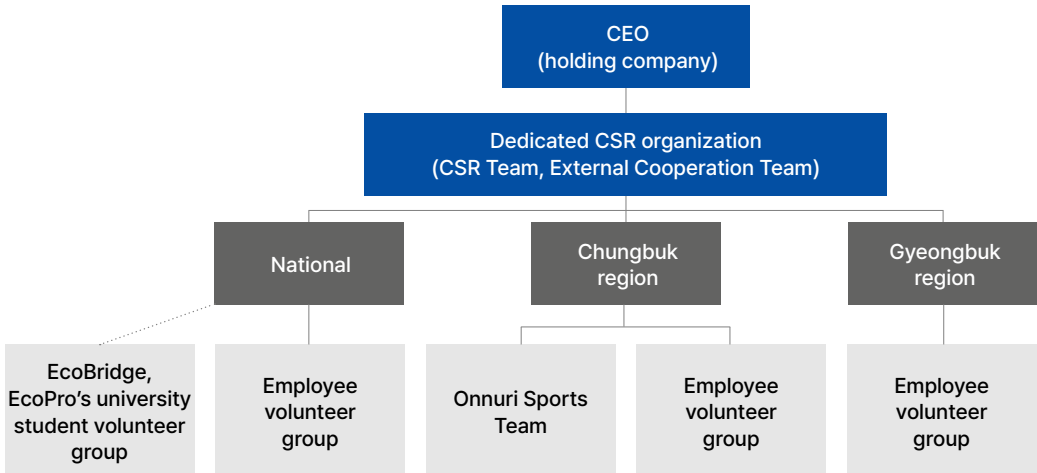 CEO
(holding company)
Dedicated CSR organization
(CSR Team, External Cooperation Team)
National
Chungbuk
region
Gyeongbuk
region
EcoBridge,
EcoPro's university
student volunteer
group
Employee
volunteer
group
Onnuri Sports
Team
Employee
volunteer
group
Employee
volunteer
group